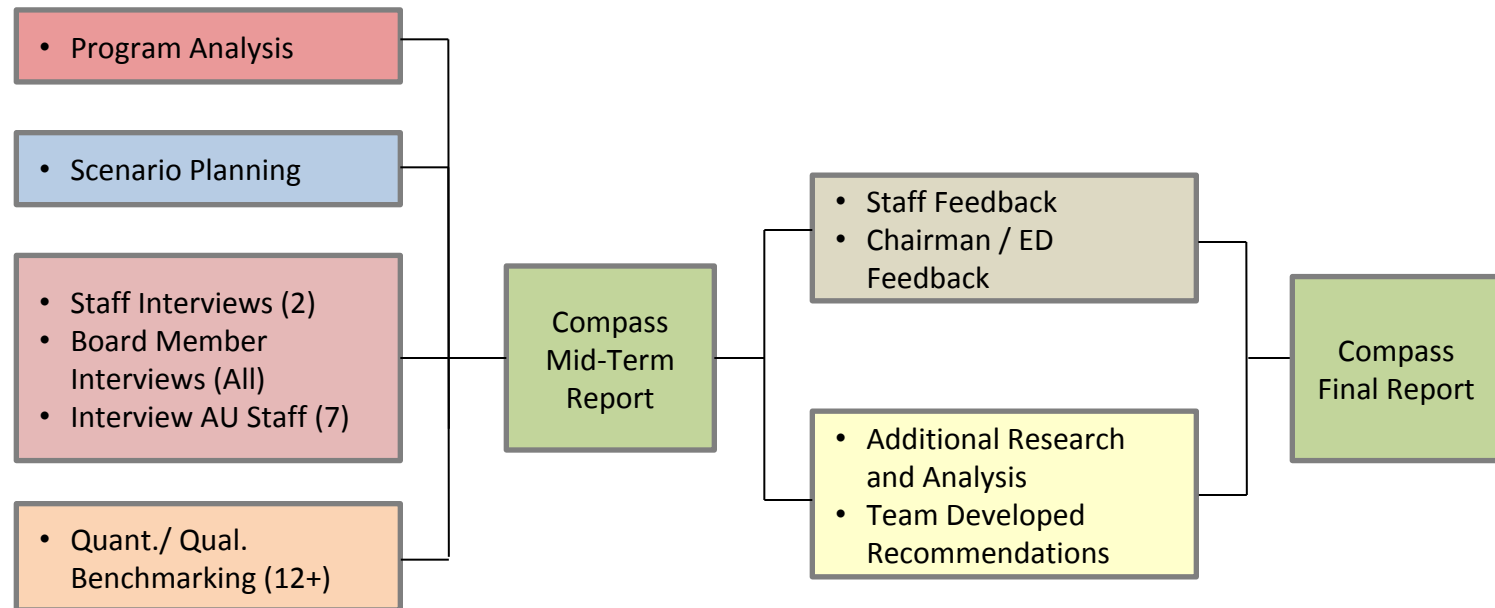 • Program Analysis
• Scenario Planning
• Staff Interviews (2)
• Board Member
Interviews (All)
• Interview AU Staff (7)
• Quant./ Qual.
Benchmarking (12+)
Compass
Mid-Term
Report
• Staff Feedback
• Chairman / ED
Feedback
• Additional Research
and Analysis
• Team Developed
Recommendations
Compass
Final Report